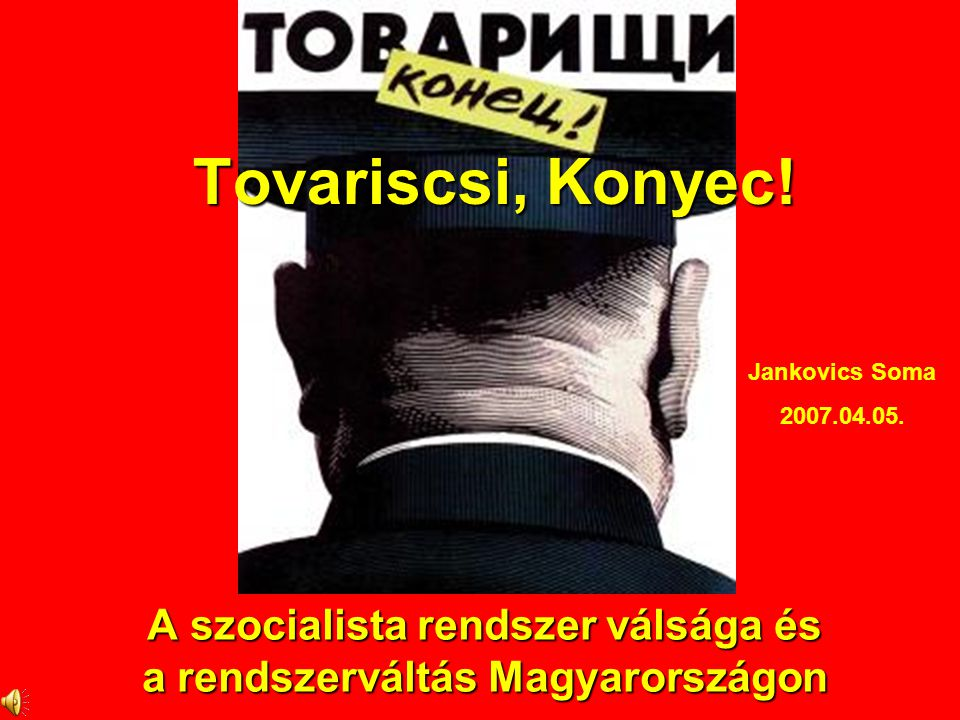 ТОВАРИЩИ
конец!
Tovariscsi, Konyec!
Jankovics Soma
2007.04.05.
A szocialista rendszer válsága és
a rendszerváltás Magyarországon